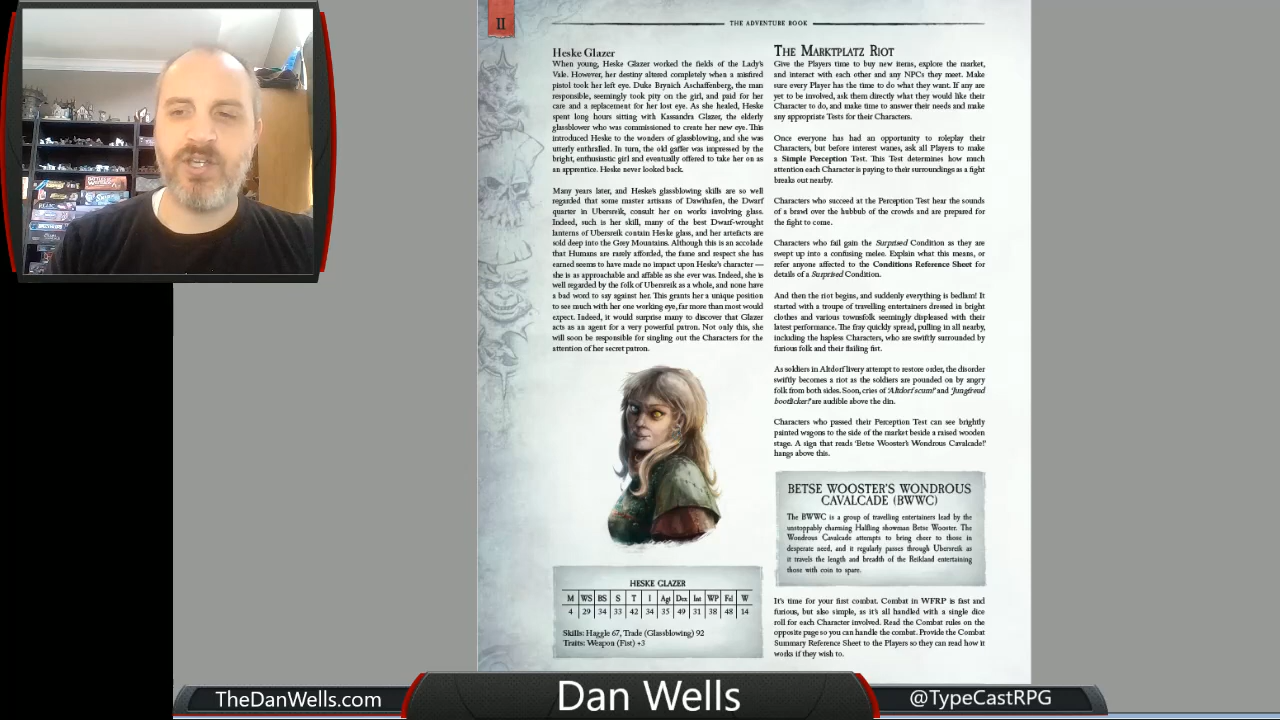 II
THE ADVENTURE BOOK
Heske Glazer
When young, Heske Glazer worked the fields of the Lady's
Vale. However, her destiny altered completely when a misfired
pistol took her left eye. Duke Brynich Aschaffenberg, the man
responsible, seemingly took pity on the girl, and paid for her
care and a replacement for her lost eye. As she healed, Heske
spent long hours sitting with Kassandra Glazer, the elderly
glassblower who was commissioned to create her new eye. This
introduced Heske to the wonders of glassblowing, and she was
utterly enthralled. In turn, the old gaffer was impressed by the
bright, enthusiastic girl and eventually offered to take her on as
an apprentice. Heske never looked back.
Many years later, and Heske's glassblowing skills are so well
regarded that some master artisans of Dawihafen, the Dwarf
quarter in Ubersreik, consult her on works involving glass.
Indeed, such is her skill, many of the best Dwarf-wrought
lanterns of Ubersreik contain Heske glass, and her artefacts are
sold deep into the Grey Mountains. Although this is an accolade
that Humans are rarely afforded, the fame and respect she has
earned seems to have made no impact upon Heske's character —
she is as approachable and affable as she ever was. Indeed, she is
well regarded by the folk of Ubersreik as a whole, and none have
a bad word to say against her. This grants her a unique position
to see much with her one working eye, far more than most would
expect. Indeed, it would surprise many to discover that Glazer
acts as an agent for a very powerful patron. Not only this, she
will soon be responsible for singling out the Characters for the
attention of her secret patron.
HESKE GLAZER
M WS BS S T I Agi Dex Int WP Fel W
4 29 34 33 42 34 35 49 31 38 48 14
Skills: Haggle 67, Trade (Glassblowing) 92
Traits: Weapon (Fist) +3
THE MARKTPLATZ RIOT
Give the Players time to buy new items, explore the market,
and interact with each other and any NPCs they meet. Make
sure every Player has the time to do what they want. If any are
yet to be involved, ask them directly what they would like their
Character to do, and make time to answer their needs and make
any appropriate Tests for their Characters.
Once everyone has had an opportunity to roleplay their
Characters, but before interest wanes, ask all Players to make
a Simple Perception Test. This Test determines how much
attention each Character is paying to their surroundings as a fight
breaks out nearby.
Characters who succeed at the Perception Test hear the sounds
of a brawl over the hubbub of the crowds and are prepared for
the fight to come.
Characters who fail gain the Surprised Condition as they are
swept up into a confusing melee. Explain what this means, or
refer anyone affected to the Conditions Reference Sheet for
details of a Surprised Condition.
And then the riot begins, and suddenly everything is bedlam! It
started with a troupe of travelling entertainers dressed in bright
clothes and various townsfolk seemingly displeased with their
latest performance. The fray quickly spread, pulling in all nearby,
including the hapless Characters, who are swiftly surrounded by
furious folk and their flailing fist.
As soldiers in Altdorf livery attempt to restore order, the disorder
swiftly becomes a riot as the soldiers are pounded on by angry
folk from both sides. Soon, cries of 'Altdorf scum!' and 'Jungfreud
bootlicker!' are audible above the din.
Characters who passed their Perception Test can see brightly
painted wagons to the side of the market beside a raised wooden
stage. A sign that reads 'Betse Wooster's Wondrous Cavalcade!'
hangs above this.
BETSE WOOSTER'S WONDROUS
CAVALCADE (BWWC)
The BWWC is a group of travelling entertainers lead by the
unstoppably charming Halfling showman Betse Wooster. The
Wondrous Cavalcade attempts to bring cheer to those in
desperate need, and it regularly passes through Ubersreik as
it travels the length and breadth of the Reikland entertaining
those with coin to spare.
It's time for your first combat. Combat in WFRP is fast and
furious, but also simple, as it's all handled with a single dice
roll for each Character involved. Read the Combat rules on the
opposite page so you can handle the combat. Provide the Combat
Summary Reference Sheet to the Players so they can read how it
works if they wish to.
TheDanWells.com
Dan Wells
@TypeCastRPG